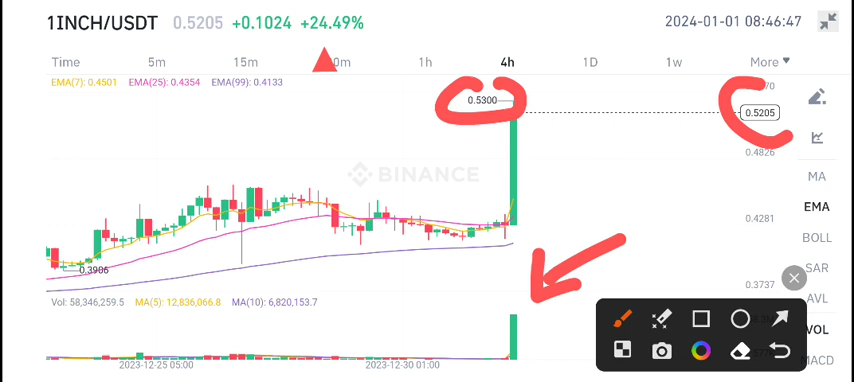 1INCH/USDT 0.5205 +0.1024 +24.49% 2024-01-01 08:46:47
Time 5m 15m 0m 1h 4h 1D 1w More
EMA(7): 0.4501 EMA(25): 0.4354 EMA(99): 0.4133
70
0.5300
0.5205
BINANCE
0.4826
MA
EMA
0.4281
BOLL
SAR
0.3906
0.3737
AVL
Vol: 58,346,259.5 MA(5): 12,836,066.8 MA(10): 6,820,153.7
VOL
MACD
2023-12-25 05:00 2023-12-30 01:00